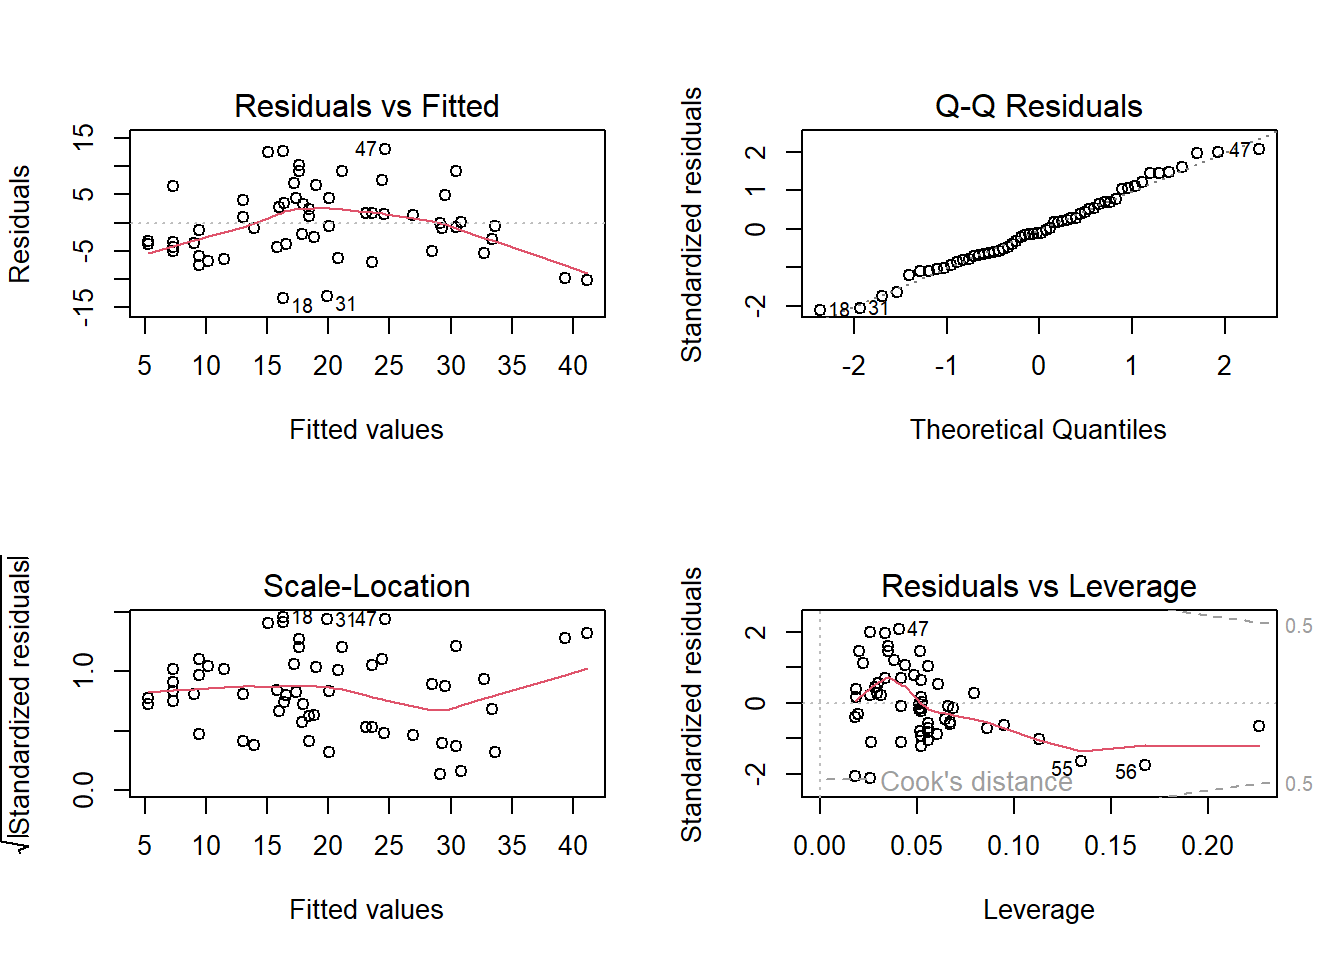 Residuals vs Fitted
Residuals
15
5
-5
-15
47
18
31
5 10 15 20 25 30 35 40
Fitted values
Q-Q Residuals
Standardized residuals
2
1
0
-2
47
18
31
-2 -1 0 1 2
Theoretical Quantiles
Scale-Location
√|Standardized residuals|
1.0
0.0
18
31
47
5 10 15 20 25 30 35 40
Fitted values
Residuals vs Leverage
Standardized residuals
2
0
-2
47
0.5
55
56
Cook's distance
0.5
0.00 0.05 0.10 0.15 0.20
Leverage